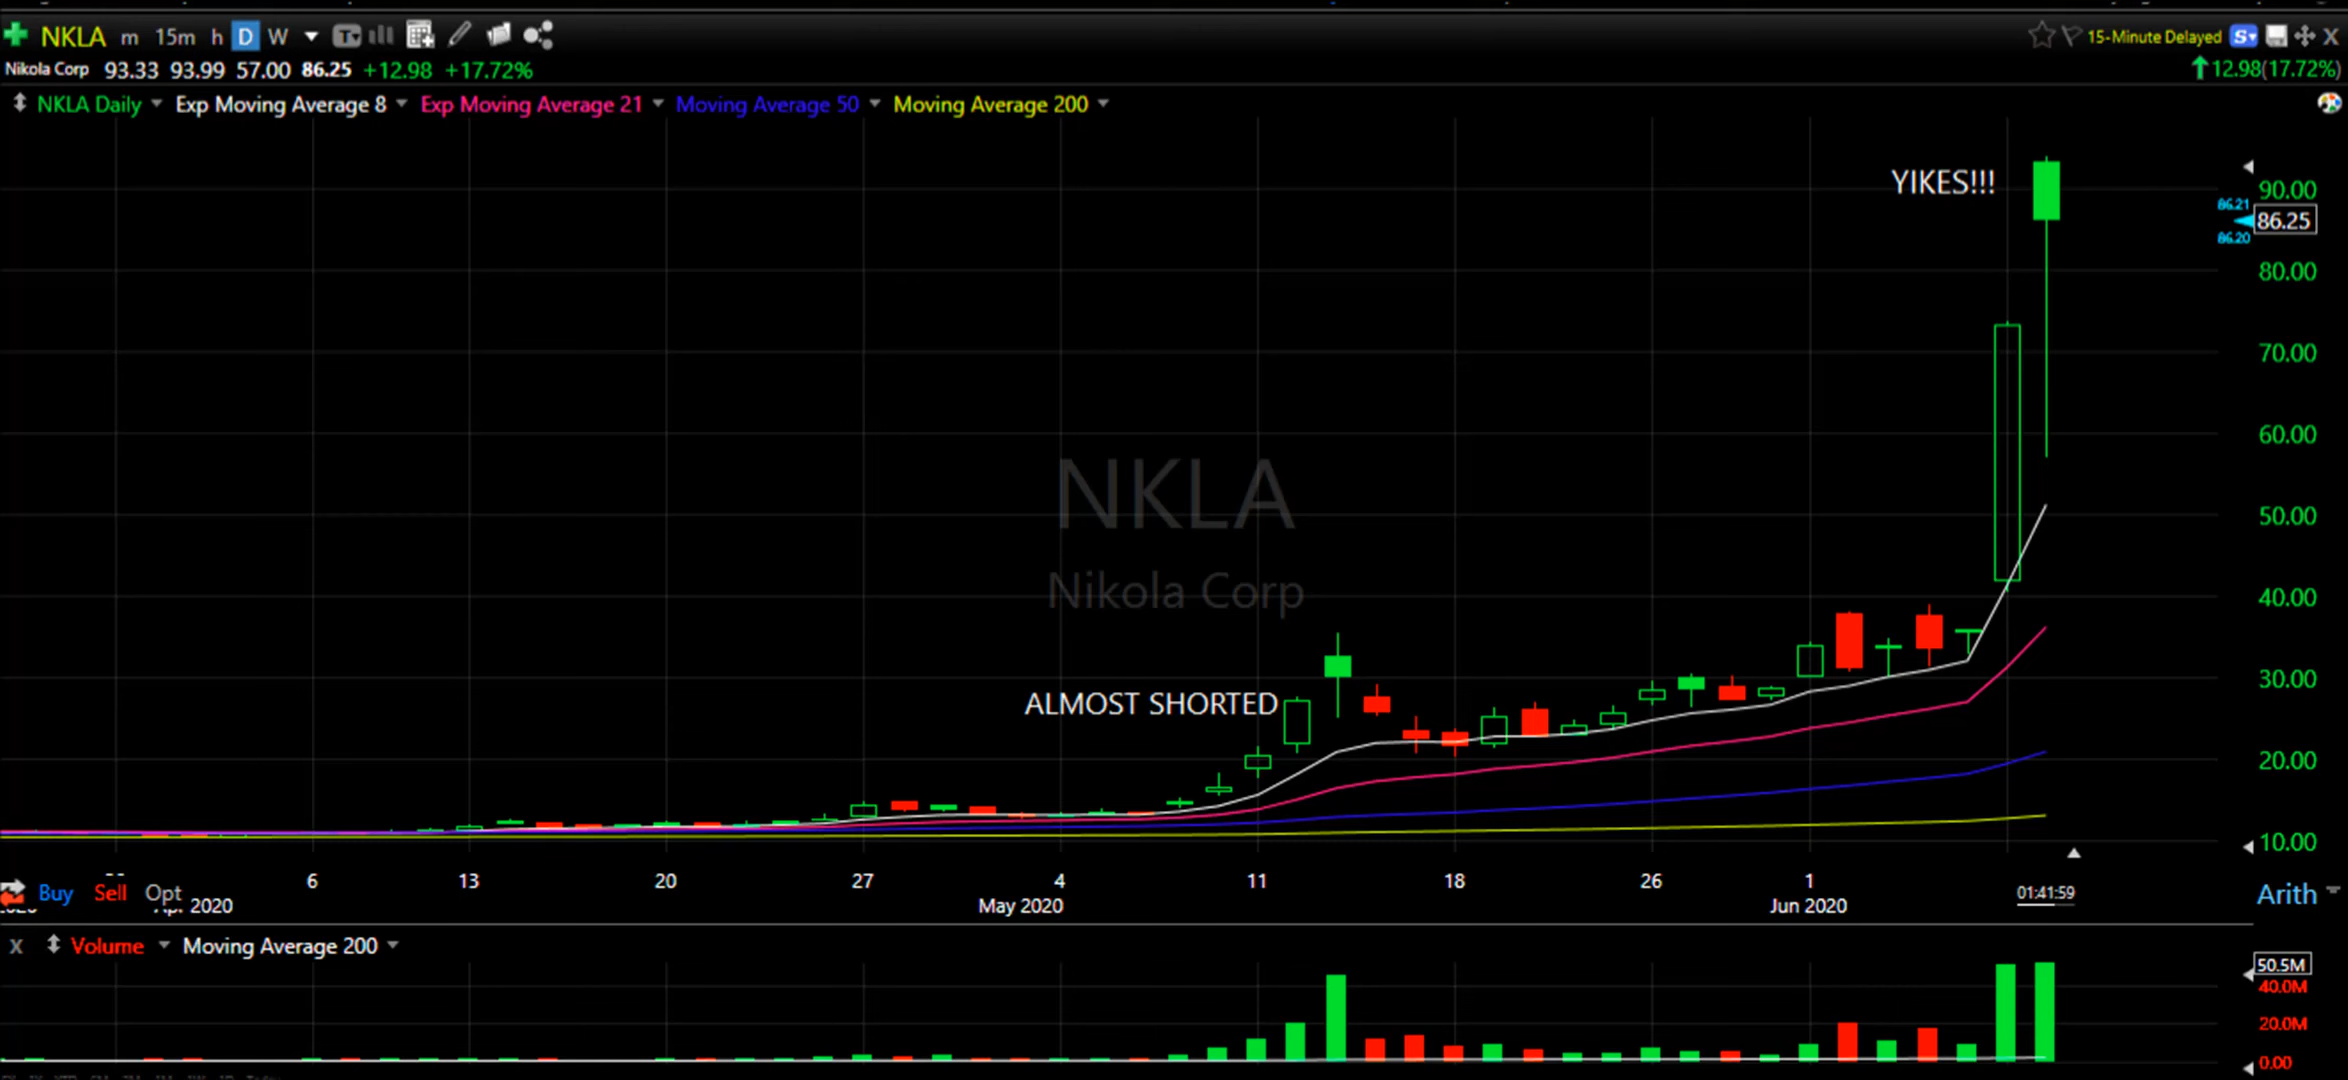 NKLA m 15m h D W 15-Minute Delayed S X
Nikola Corp 93.33 93.99 57.00 86.25 +12.98 +17.72% 12.98(17.72%)
NKLA Daily Exp Moving Average 8 Exp Moving Average 21 Moving Average 50 Moving Average 200
YIKES!!!
90.00
86.21
86.25
86.20
80.00
70.00
60.00
NKLA
50.00
Nikola Corp
40.00
30.00
ALMOST SHORTED
20.00
10.00
6 13 20 27 4 11 18 26 1
Buy Sell Opt 01:41:59 Arith
2020 May 2020 Jun 2020
X Volume Moving Average 200
50.5M
40.0M
20.0M
0.00